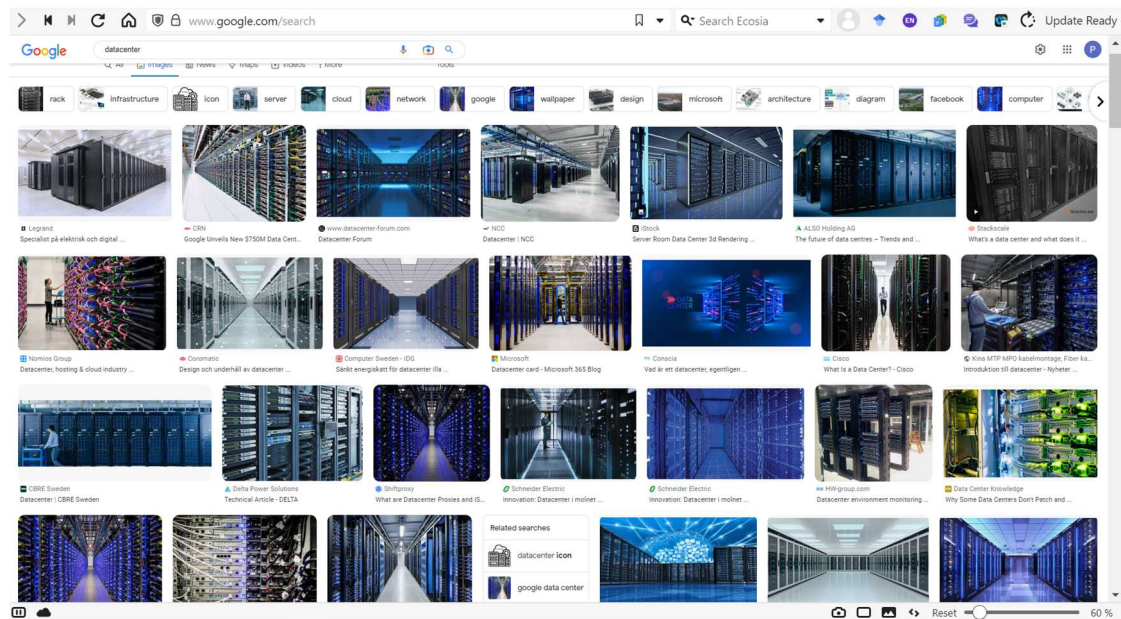 www.google.com/search
Search Ecosia
EN
Update Ready
Google
datacenter
P
All Images News Maps Videos More Tools
rack infrastructure icon server cloud network google wallpaper design microsoft architecture diagram facebook computer
Legrand
Specialist på elektrisk och digital ...
CRN
Google Unveils New $750M Data Cent...
www.datacenter-forum.com
Datacenter Forum
NCC
Datacenter | NCC
iStock
Server Room Data Center 3d Rendering ...
ALSO Holding AG
The future of data centres – Trends and ...
Stackscale
What's a data center and what does it ...
DATA
CENTER
Nomios Group
Datacenter, hosting & cloud industry ...
Coromatic
Design och underhåll av datacenter ...
Computer Sweden - IDG
Sänkt energiskatt för datacenter illa ...
Microsoft
Datacenter card - Microsoft 365 Blog
Conscia
Vad är ett datacenter, egentligen ...
Cisco
What Is a Data Center? - Cisco
Kina MTP MPO kabelmontage, Fiber ka...
Introduktion till datacenter - Nyheter ...
CBRE Sweden
Datacenter | CBRE Sweden
Delta Power Solutions
Technical Article - DELTA
Shiftproxy
What are Datacenter Proxies and IS...
Schneider Electric
Innovation: Datacenter i molnet ...
Schneider Electric
Innovation: Datacenter i molnet ...
HW-group.com
Datacenter environment monitoring ...
Data Center Knowledge
Why Some Data Centers Don't Patch and ...
Related searches
datacenter icon
google data center
Reset 60 %